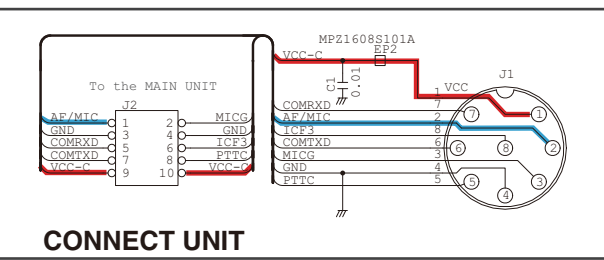 MPZ1608S101A
VCC-C EP2
C1
0.01
VCC J1
To the MAIN UNIT
J2
AF/MIC 1 2 MICG
GND 3 4 GND
COMRXD 5 6 ICF3
COMTXD 7 8 PTTC
VCC-C 9 10 VCC-C
1
COMRXD 7
AF/MIC 2
ICF3 8
COMTXD 6
MICG 3
GND 4
PTTC 5
7 1
6 8 2
5 4 3
CONNECT UNIT